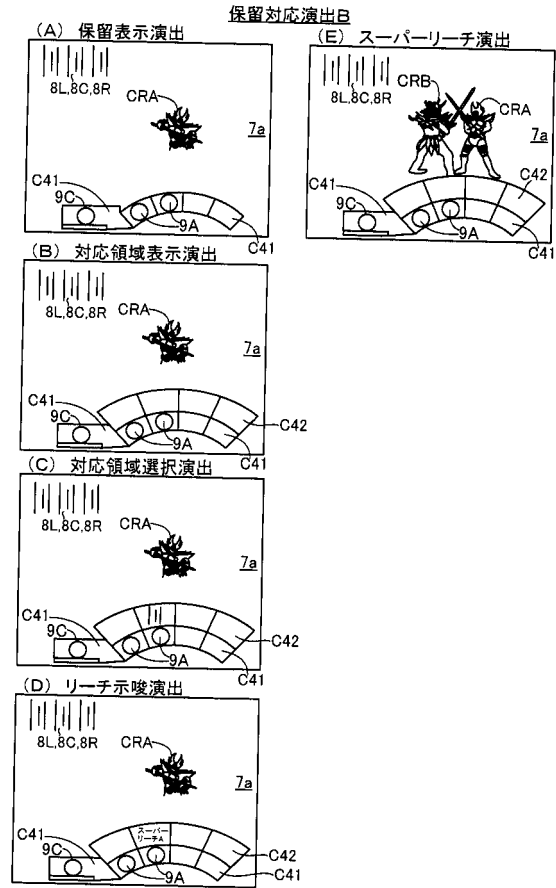 保留対応演出B
(A) 保留表示演出
8L,8C,8R
CRA
7a
C41
9C
9A
C41
(B) 対応領域表示演出
8L,8C,8R
CRA
7a
C41
9C
9A
C42
C41
(C) 対応領域選択演出
8L,8C,8R
CRA
7a
C41
9C
9A
C42
C41
(D) リーチ示唆演出
8L,8C,8R
CRA
7a
スーパー
リーチA
C41
9C
9A
C42
C41
(E) スーパーリーチ演出
8L,8C,8R
CRB
CRA
7a
C41
9C
9A
C42
C41